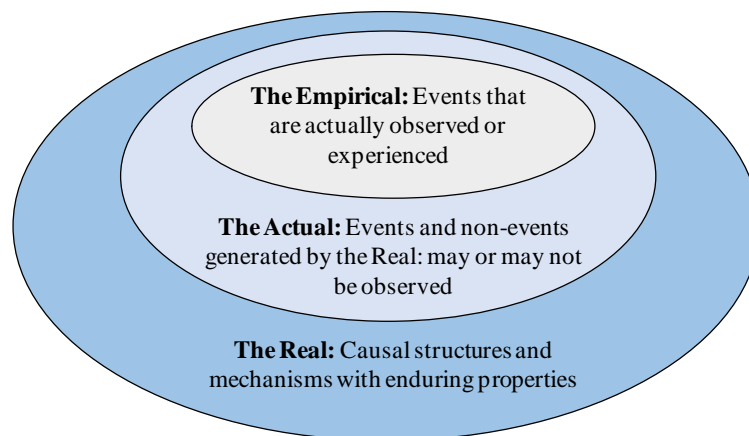 The Empirical: Events that
are actually observed or
experienced
The Actual: Events and non-events
generated by the Real: may or may not
be observed
The Real: Causal structures and
mechanisms with enduring properties